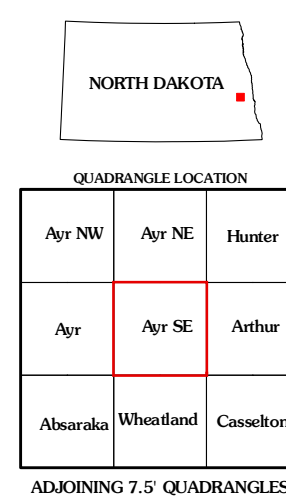 NORTH DAKOTA
QUADRANGLE LOCATION
Ayr NW Ayr NE Hunter
Ayr Ayr SE Arthur
Absaraka Wheatland Casselton
ADJOINING 7.5' QUADRANGLES